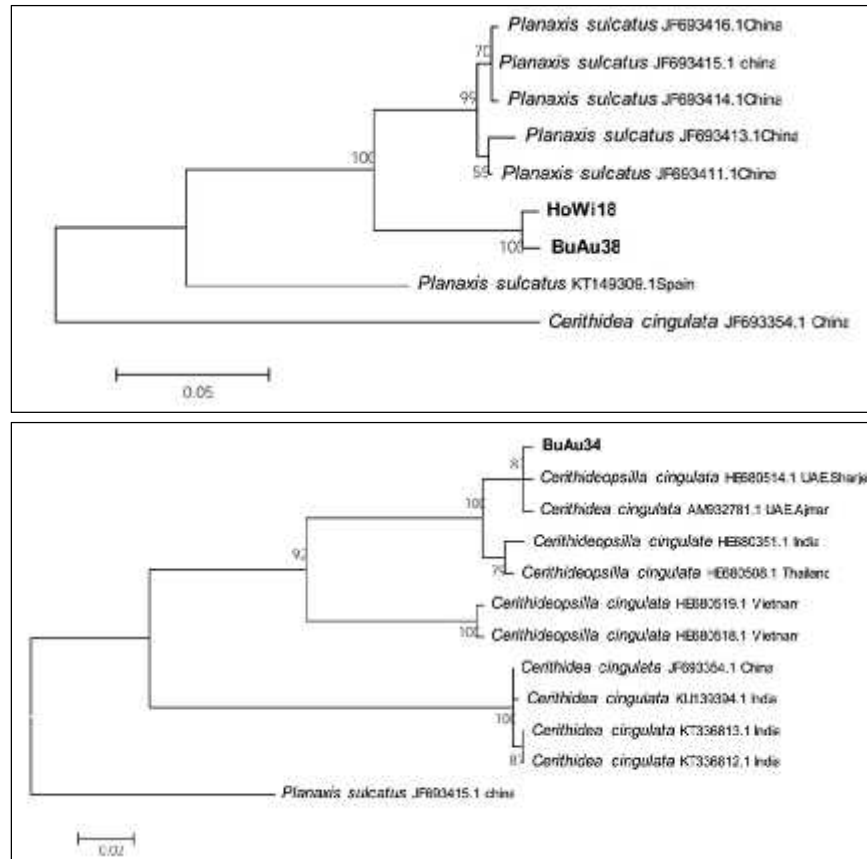 Planaxis sulcatus JF693416.1China
70
Planaxis sulcatus JF693415.1 china
99
Planaxis sulcatus JF693414.1China
Planaxis sulcatus JF693413.1China
100
59
Planaxis sulcatus JF693411.1China
HoWi18
100
BuAu38
Planaxis sulcatus KT149309.1Spain
Cerithidea cingulata JF693354.1 China
0.05
BuAu34
Cerithideopsilla cingulata HE680514.1 UAE.Sharje
100
Cerithidea cingulata AM932781.1 UAE.Ajmar
Cerithideopsilla cingulate HE680351.1 India
92
79
Cerithideopsilla cingulata HE680508.1 Thailand
Cerithideopsilla cingulata HE680519.1 Vietnam
100
Cerithideopsilla cingulata HE680518.1 Vietnam
Cerithidea cingulata JF693354.1 China
Cerithidea cingulata KU139394.1 India
100
Cerithidea cingulata KT336813.1 India
87
Cerithidea cingulata KT336812.1 India
Planaxis sulcatus JF693415.1 china
0.02